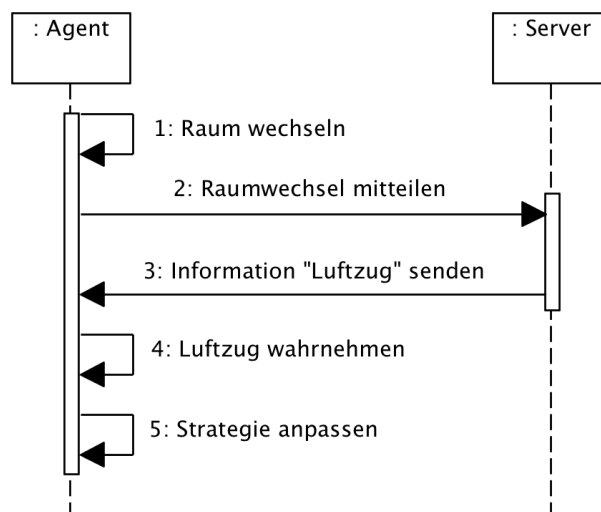 : Agent
: Server
1: Raum wechseln
2: Raumwechsel mitteilen
3: Information "Luftzug" senden
4: Luftzug wahrnehmen
5: Strategie anpassen